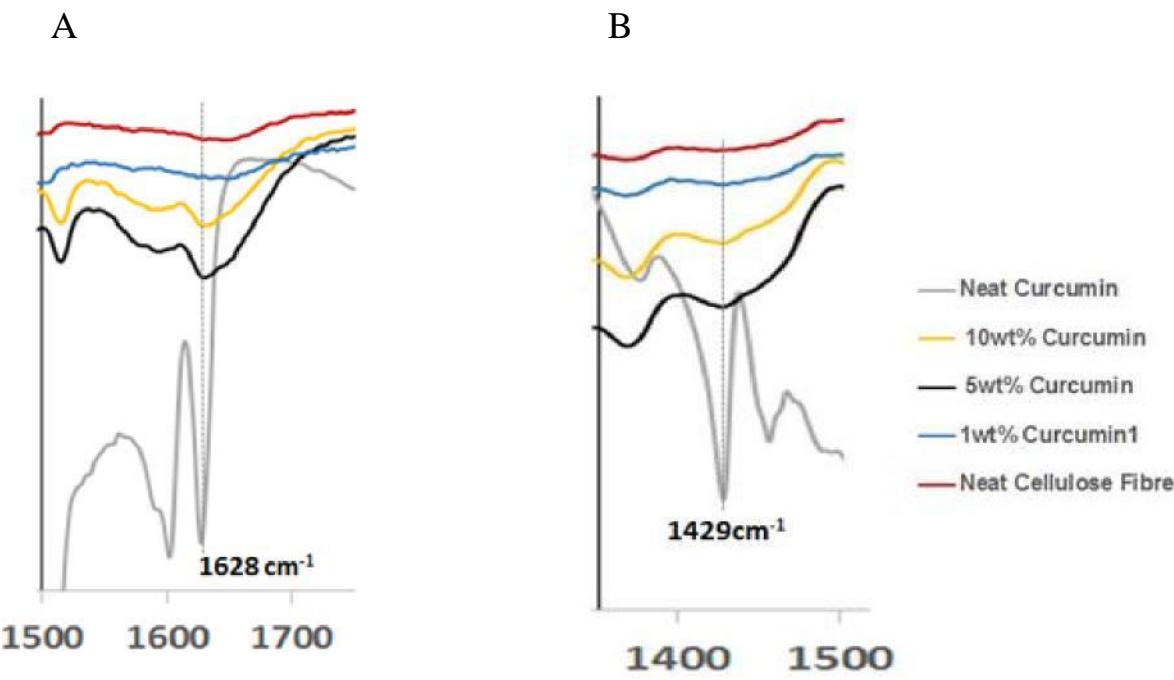 A B
Neat Curcumin
10wt% Curcumin
5wt% Curcumin
1wt% Curcumin1
Neat Cellulose Fibre
1429cm-1
1628 cm-1
1500 1600 1700
1400 1500